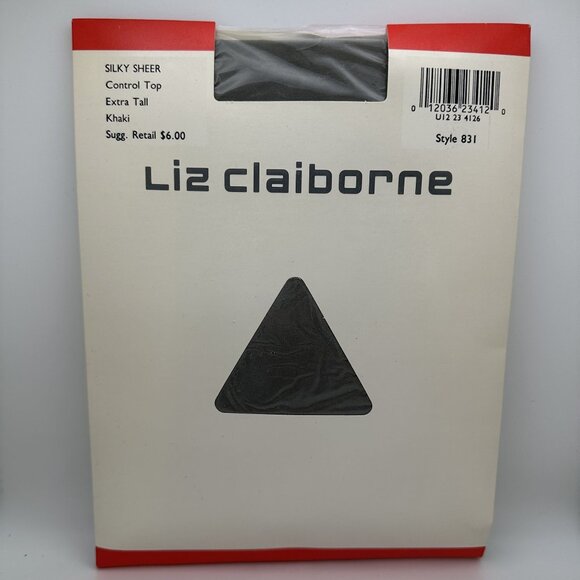 SILKY SHEER
Control Top
Extra Tall
Khaki
Sugg. Retail $6.00
0 12036 23412 0
U12 23 4126
Style 831
Liz claiborne